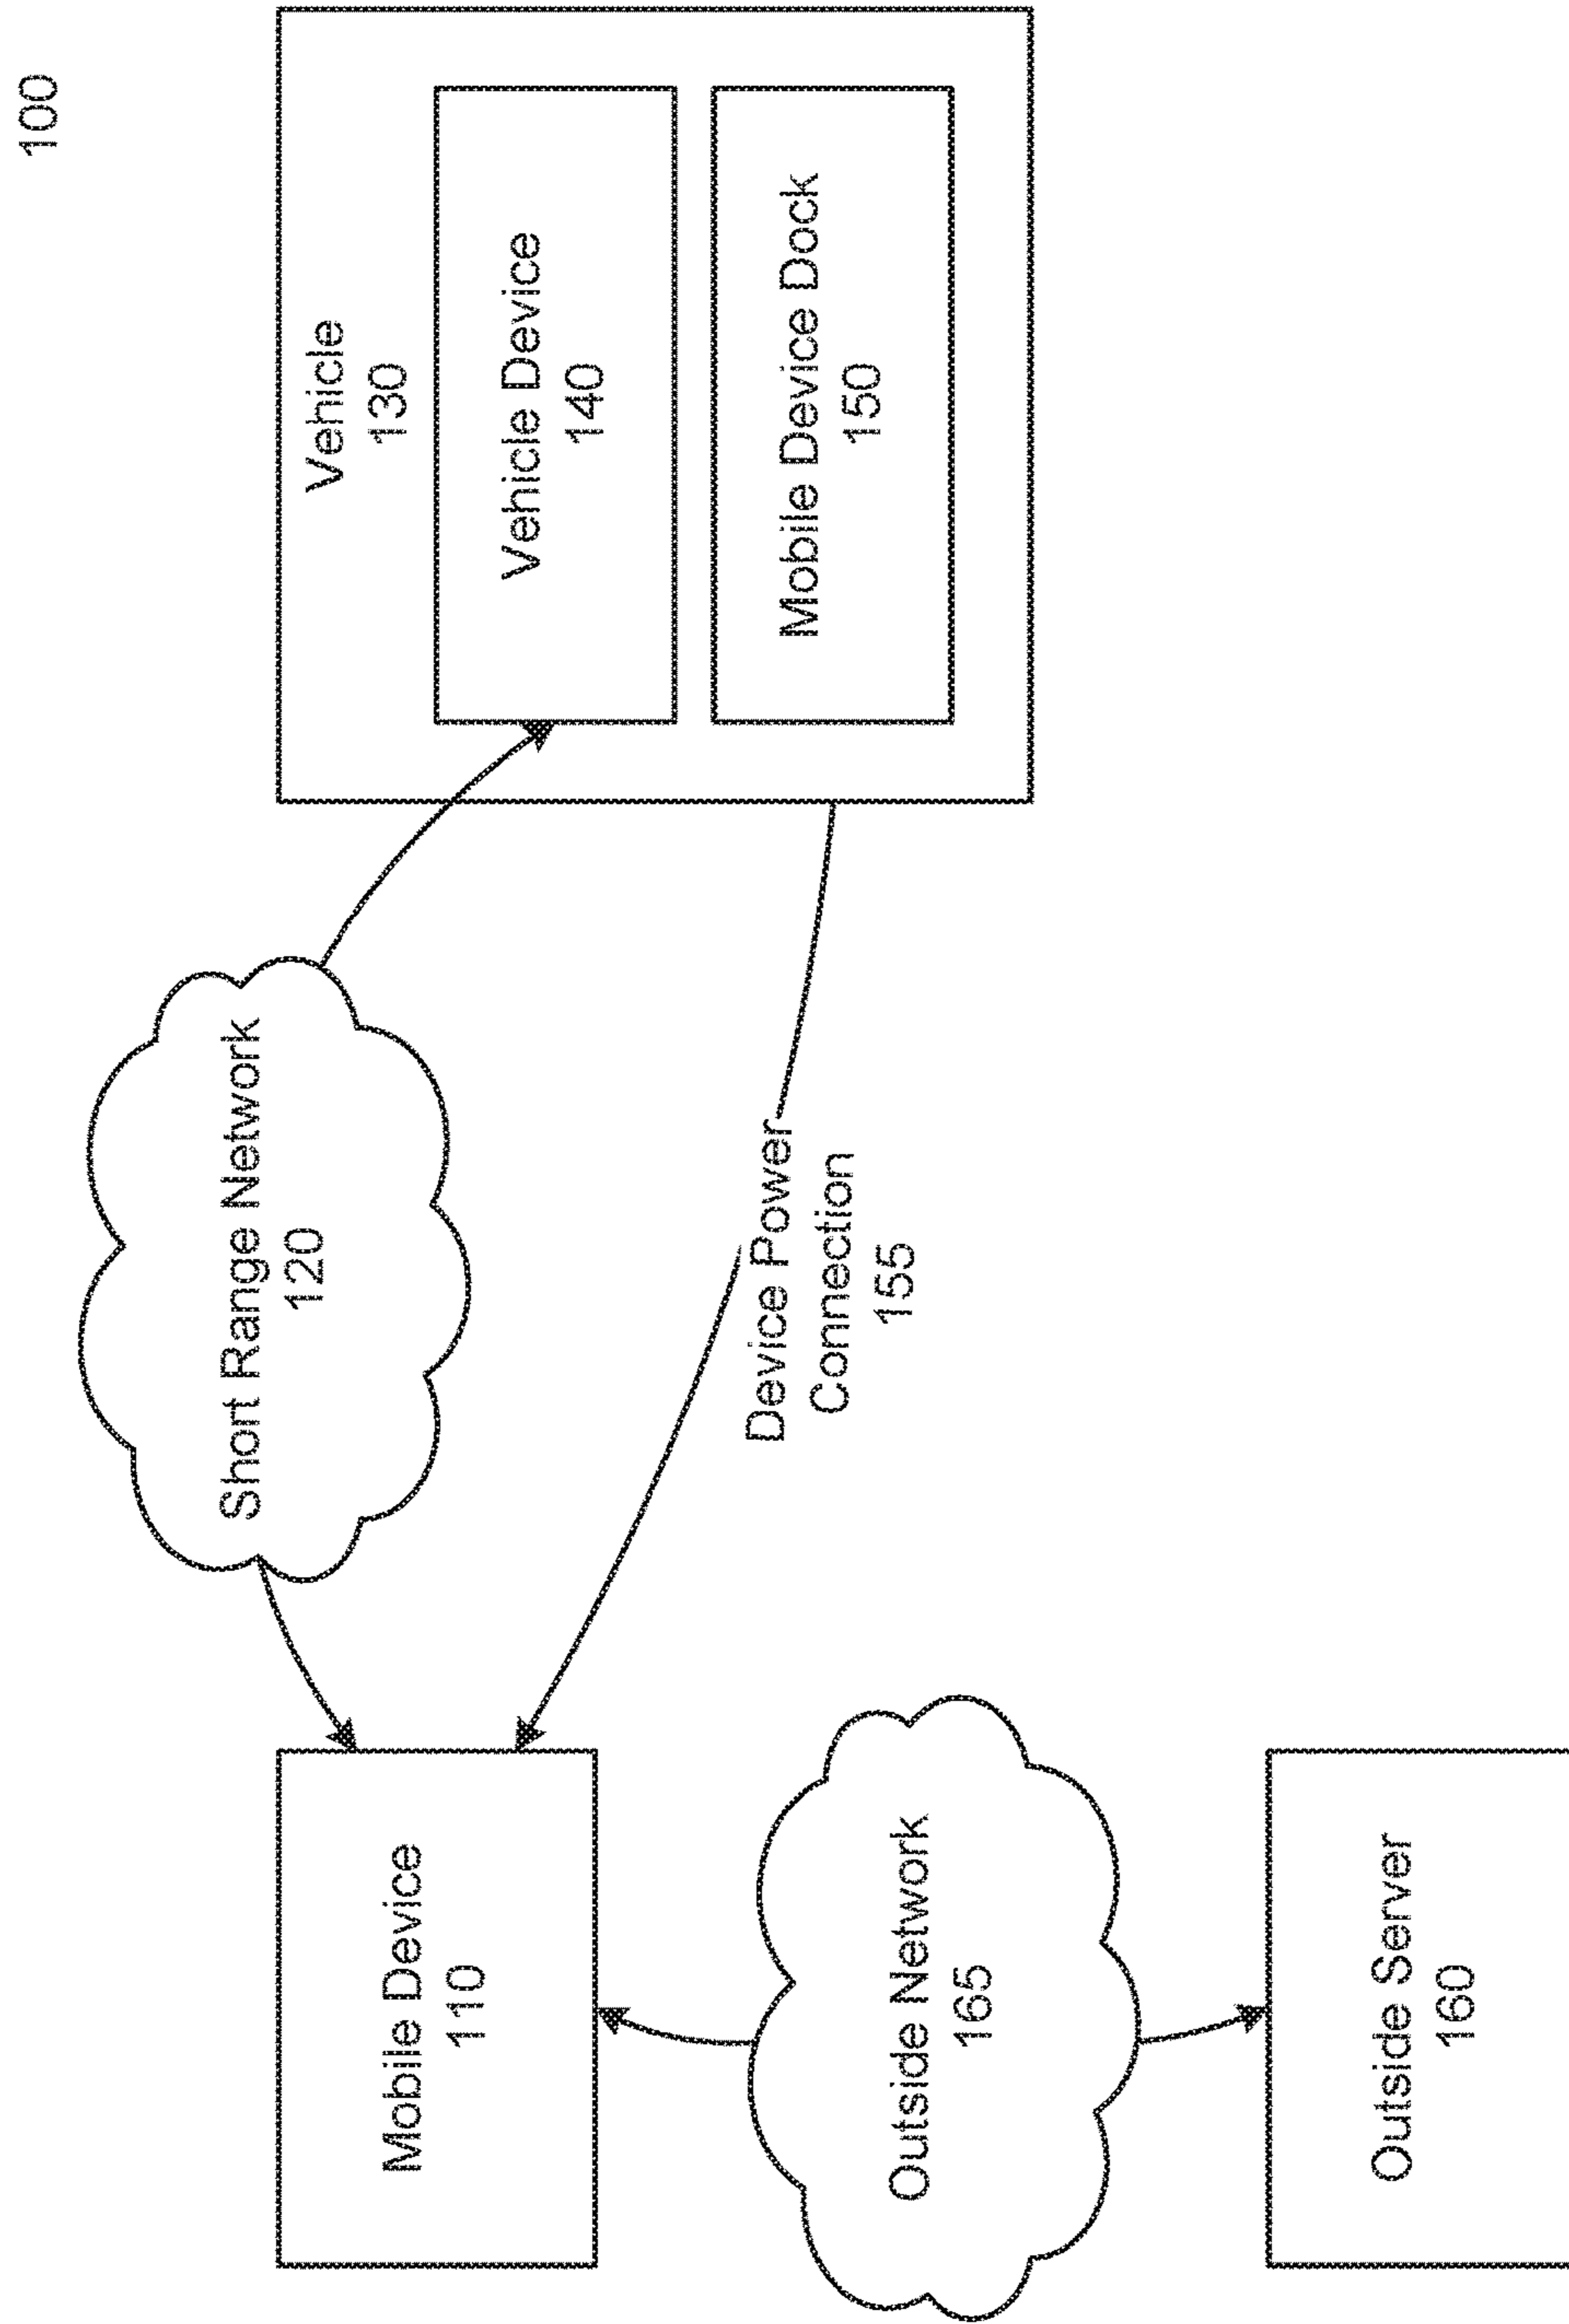 100
Mobile Device
110
Short Range Network
120
Vehicle
130
Vehicle Device
140
Mobile Device Dock
150
Device Power
Connection
155
Outside Network
165
Outside Server
160